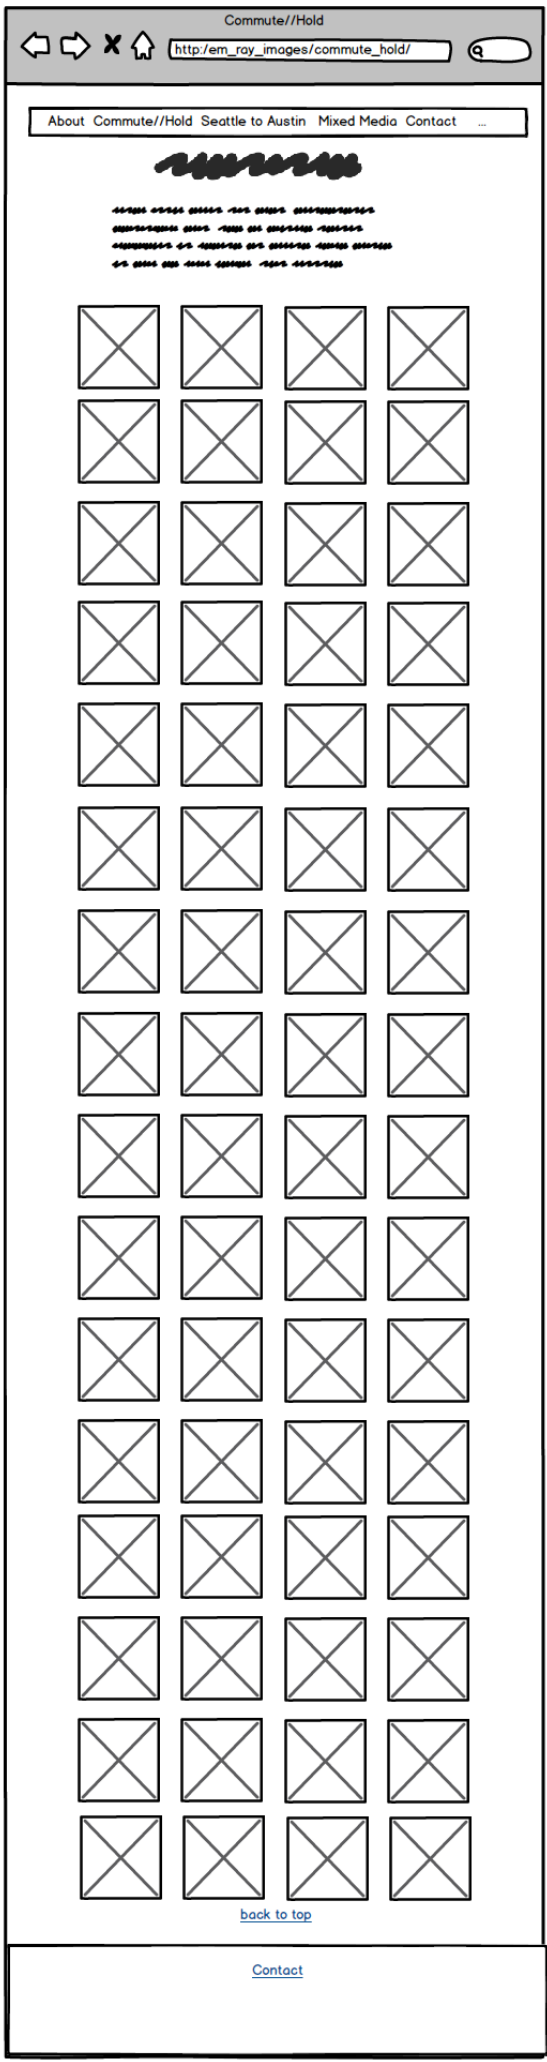 Commute//Hold
http:/em_ray_images/commute_hold/
About Commute//Hold Seattle to Austin Mixed Media Contact ...
back to top
Contact